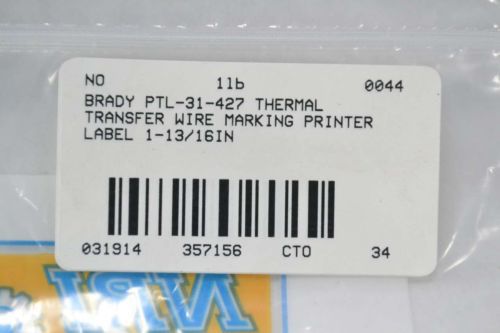 NO 1lb 0044
BRADY PTL-31-427 THERMAL
TRANSFER WIRE MARKING PRINTER
LABEL 1-13/16IN
031914 357156 CTO 34